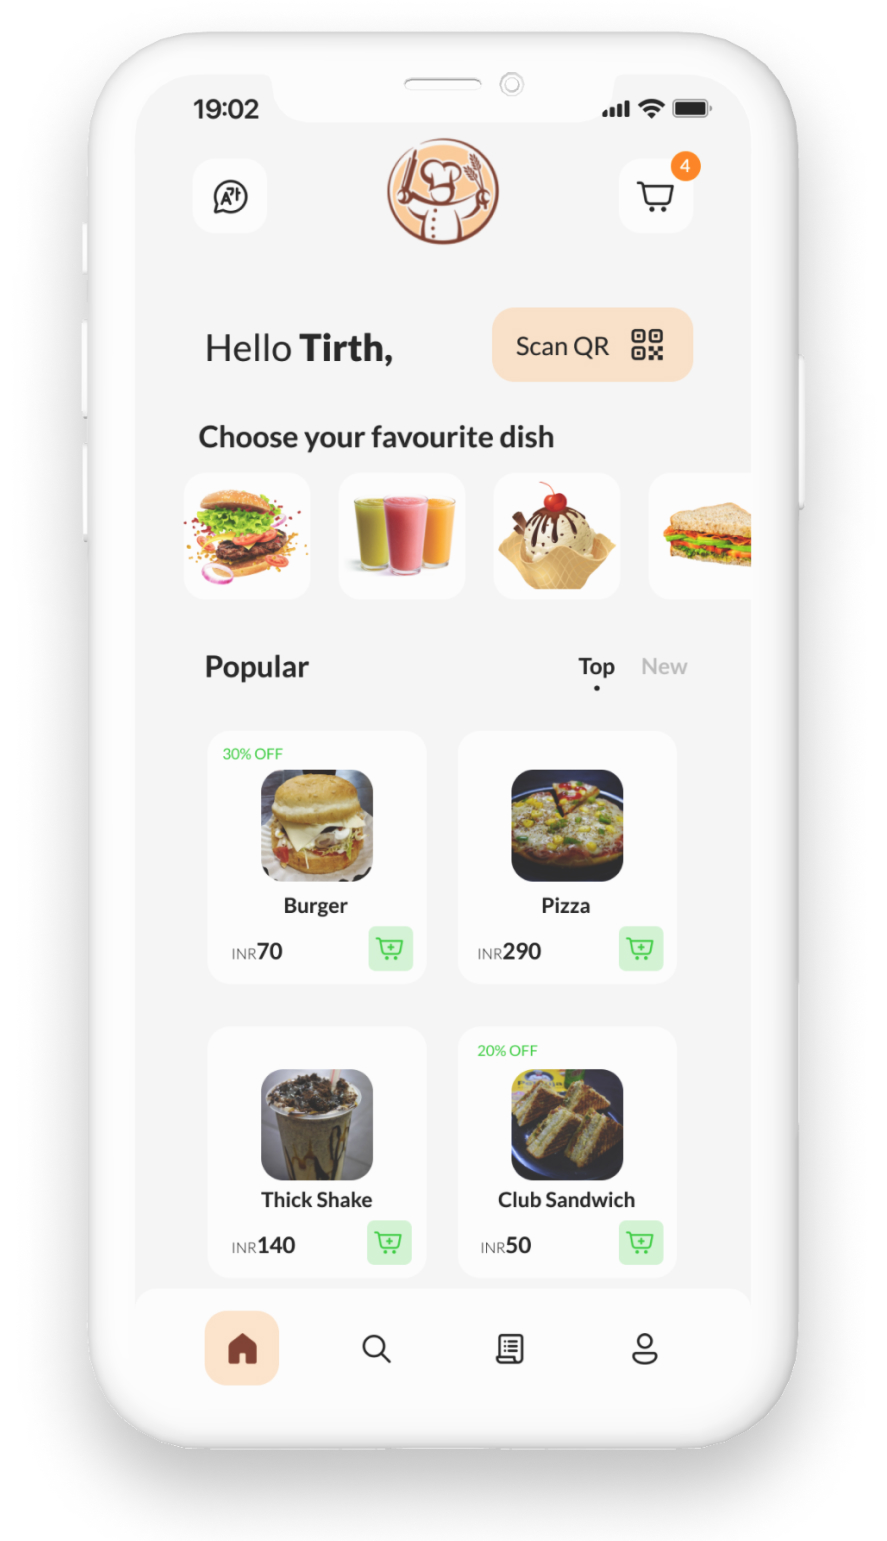 19:02
4
Hello Tirth,
Scan QR
Choose your favourite dish
Popular
Top
New
30% OFF
Burger
INR70
Pizza
INR290
Thick Shake
INR140
20% OFF
Club Sandwich
INR50